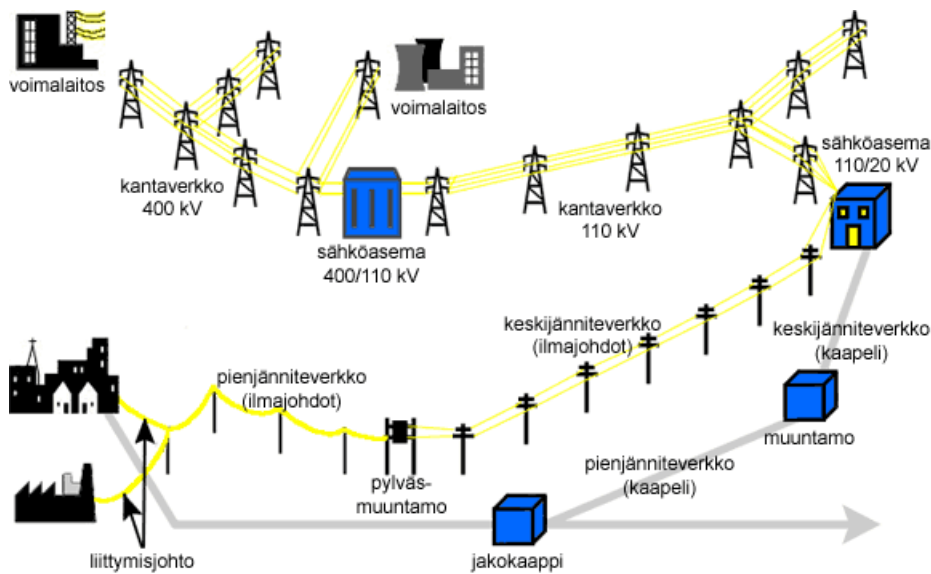 voimalaitos
voimalaitos
kantaverkko
400 kV
sähköasema
400/110 kV
kantaverkko
110 kV
sähköasema
110/20 kV
keskijänniteverkko
(ilmajohdot)
keskijänniteverkko
(kaapeli)
pienjänniteverkko
(ilmajohdot)
muuntamo
pienjänniteverkko
(kaapeli)
pylväs-
muuntamo
liittymisjohto
jakokaappi